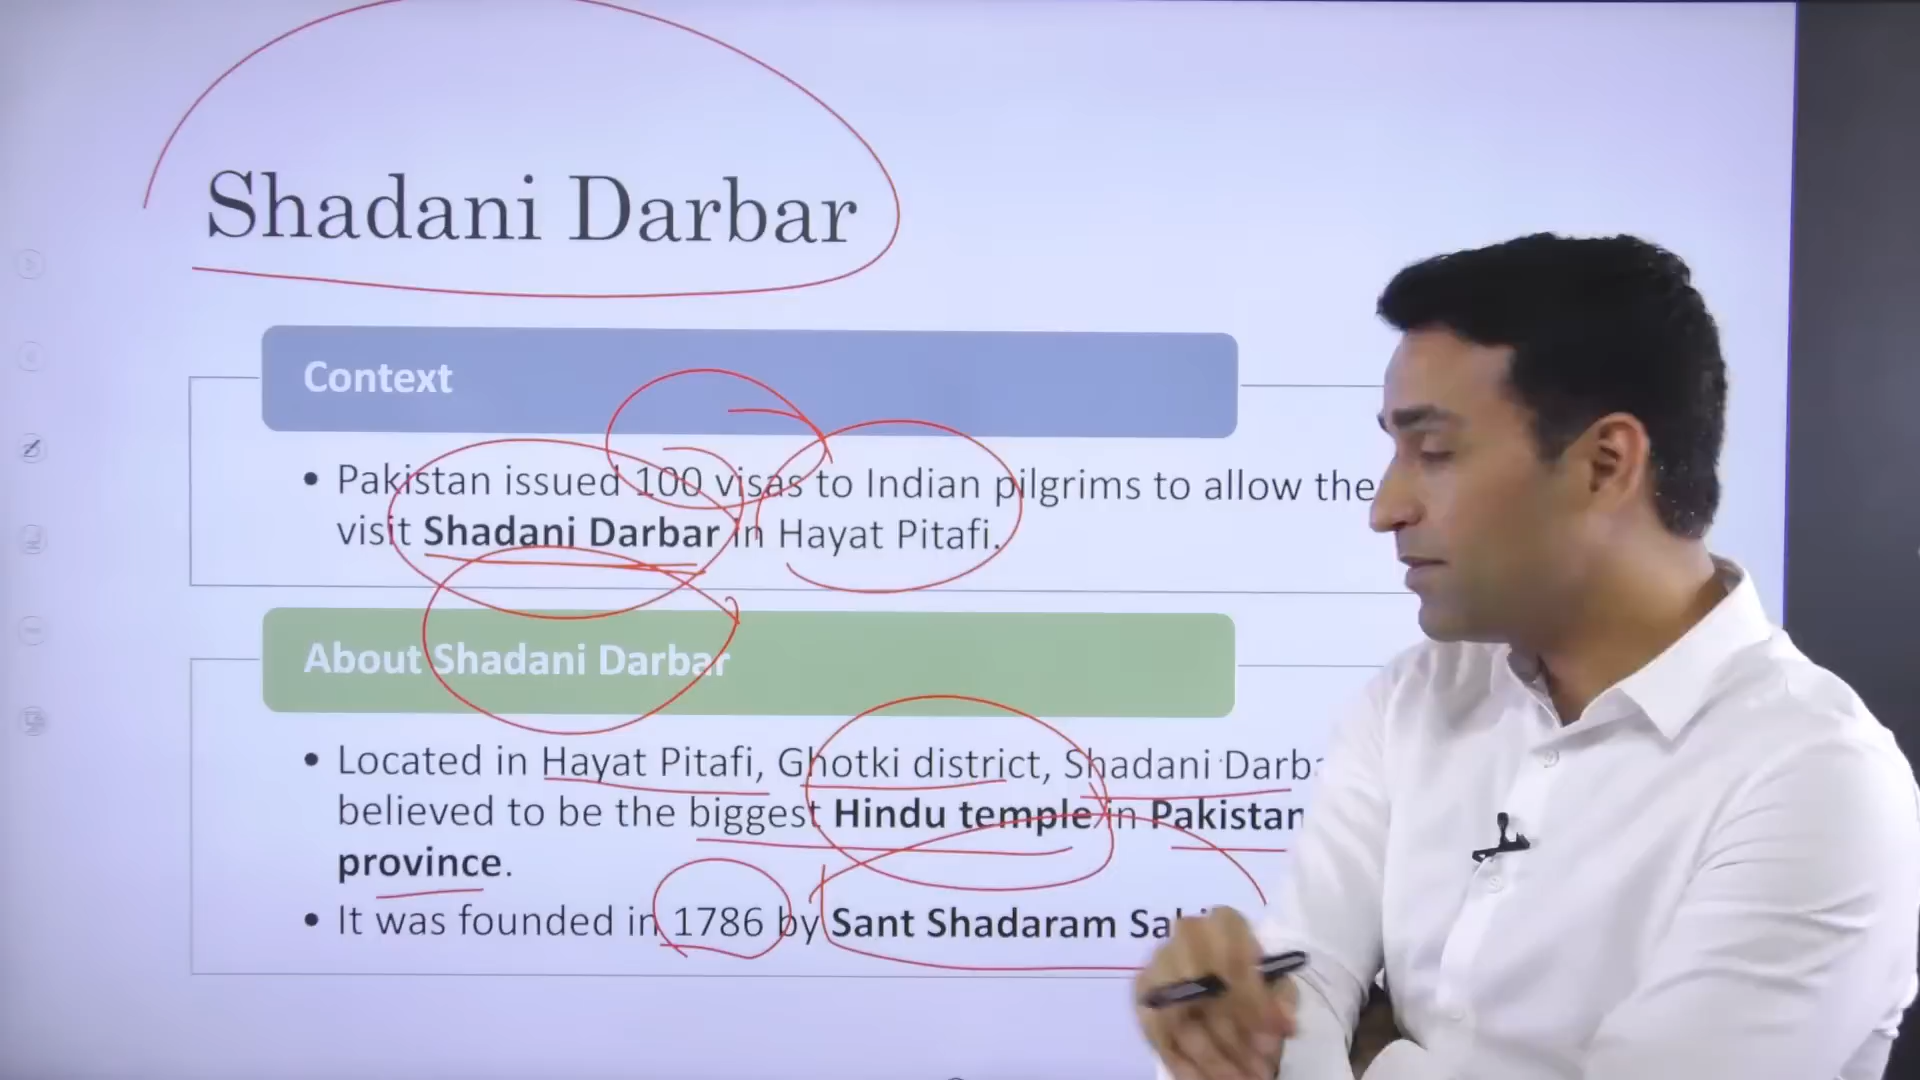 Shadani Darbar
Context
• Pakistan issued 100 visas to Indian pilgrims to allow
visit Shadani Darbar in Hayat Pitafi.
About Shadani Darbar
• Located in Hayat Pitafi, Ghotki district, Shadani
believed to be the biggest Hindu temple in Pakistan
province.
• It was founded in 1786 by Sant Shadaram